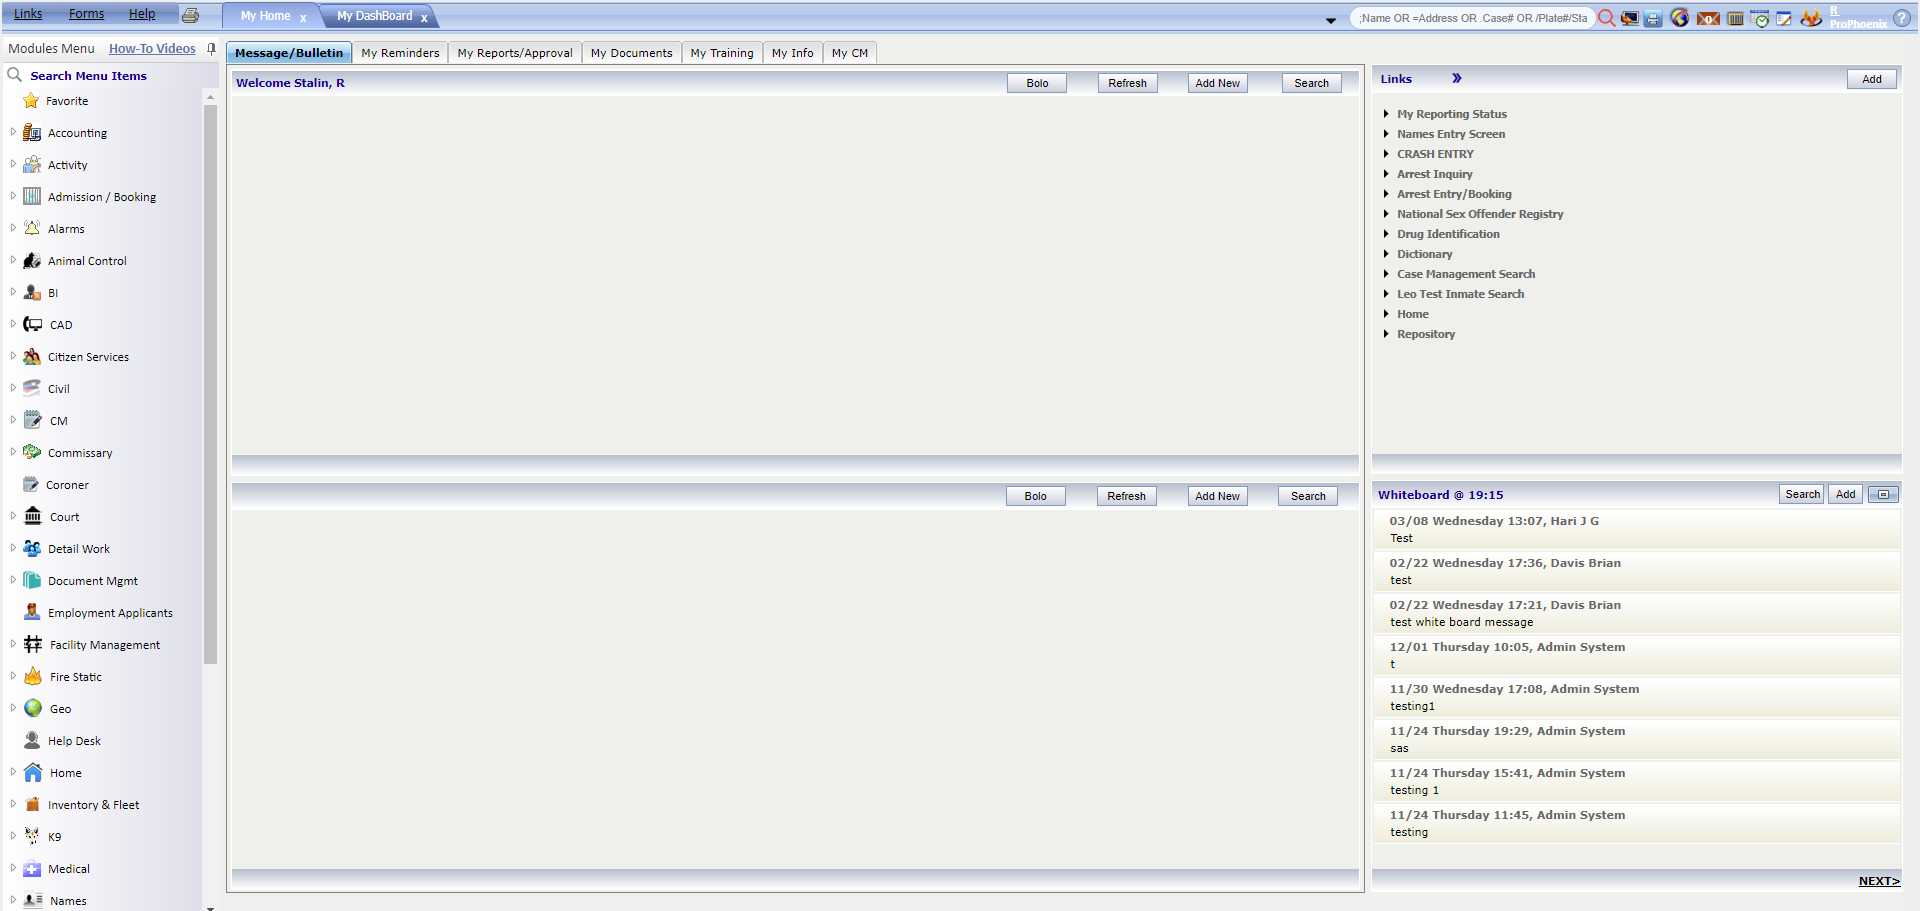 Links Forms Help
My Home x
My DashBoard x
;Name OR =Address OR .Case# OR /Plate#/Sta
R
ProPhoenix
?
Modules Menu How-To Videos
Search Menu Items
Favorite
Accounting
Activity
Admission / Booking
Alarms
Animal Control
BI
CAD
Citizen Services
Civil
CM
Commissary
Coroner
Court
Detail Work
Document Mgmt
Employment Applicants
Facility Management
Fire Static
Geo
Help Desk
Home
Inventory & Fleet
K9
Medical
Names
Message/Bulletin My Reminders My Reports/Approval My Documents My Training My Info My CM
Welcome Stalin, R Bolo Refresh Add New Search
Bolo Refresh Add New Search
Links » Add
My Reporting Status
Names Entry Screen
CRASH ENTRY
Arrest Inquiry
Arrest Entry/Booking
National Sex Offender Registry
Drug Identification
Dictionary
Case Management Search
Leo Test Inmate Search
Home
Repository
Whiteboard @ 19:15 Search Add
03/08 Wednesday 13:07, Hari J G
Test
02/22 Wednesday 17:36, Davis Brian
test
02/22 Wednesday 17:21, Davis Brian
test white board message
12/01 Thursday 10:05, Admin System
t
11/30 Wednesday 17:08, Admin System
testing1
11/24 Thursday 19:29, Admin System
sas
11/24 Thursday 15:41, Admin System
testing 1
11/24 Thursday 11:45, Admin System
testing
NEXT>